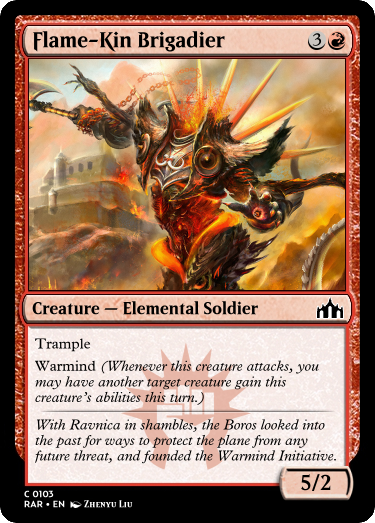 Flame-Kin Brigadier 3
Creature — Elemental Soldier
Trample
Warmind (Whenever this creature attacks, you
may have another target creature gain this
creature's abilities this turn.)
With Ravnica in shambles, the Boros looked into
the past for ways to protect the plane from any
future threat, and founded the Warmind Initiative.
5/2
C 0103
RAR • EN Zhenyu Liu